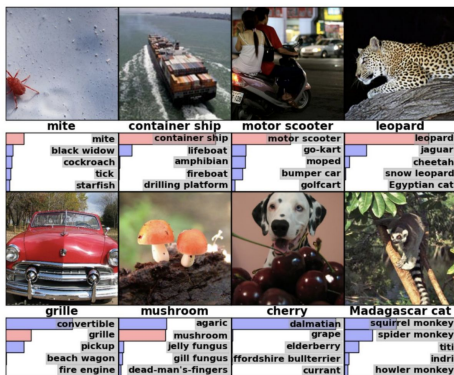 mite
container ship
motor scooter
leopard
mite
black widow
cockroach
tick
starfish
container ship
lifeboat
amphibian
fireboat
drilling platform
motor scooter
go-kart
moped
bumper car
golfcart
leopard
jaguar
cheetah
snow leopard
Egyptian cat
grille
mushroom
cherry
Madagascar cat
convertible
grille
pickup
beach wagon
fire engine
agaric
mushroom
jelly fungus
gill fungus
dead-man's-fingers
dalmatian
grape
elderberry
ffordshire bullterrier
currant
squirrel monkey
spider monkey
titi
indri
howler monkey